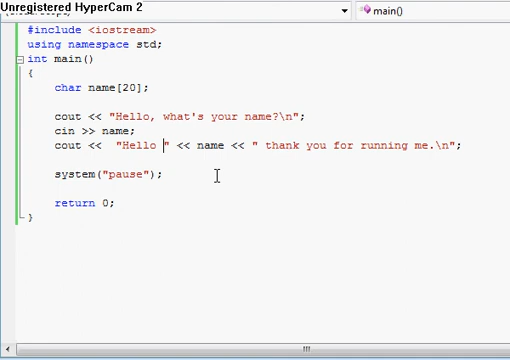 Unregistered HyperCam 2
main()
#include <iostream>
using namespace std;
int main()
{
char name[20];
cout << "Hello, what's your name?\n";
cin >> name;
cout <<  "Hello " << name << " thank you for running me.\n";
system("pause");
return 0;
}